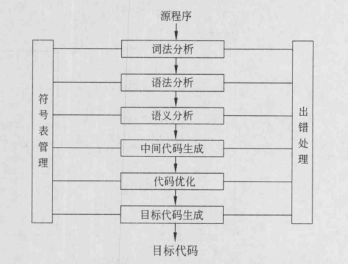 源程序
词法分析
语法分析
语义分析
中间代码生成
代码优化
目标代码生成
目标代码
符号表管理
出错处理